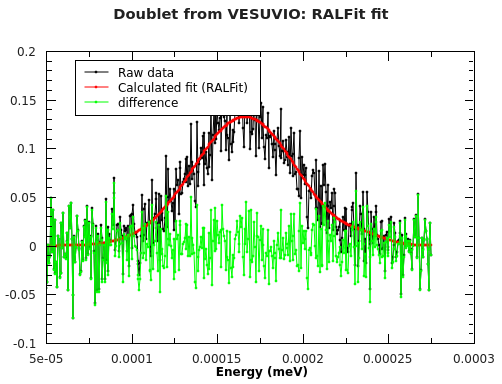 Doublet from VESUVIO: RALFit fit
0.2
0.15
0.1
0.05
0
-0.05
-0.1
Raw data
Calculated fit (RALFit)
difference
5e-05 0.0001 0.00015 0.0002 0.00025 0.0003
Energy (meV)